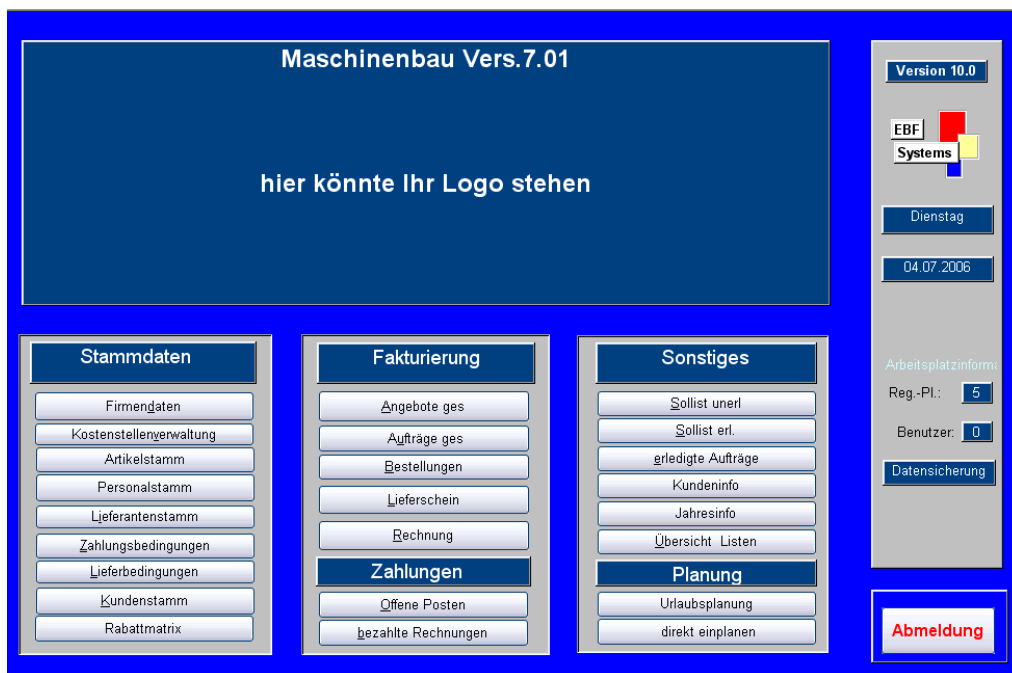 Maschinenbau Vers.7.01
hier könnte Ihr Logo stehen
Stammdaten
Firmendaten
Kostenstellenverwaltung
Artikelstamm
Personalstamm
Lieferantenstamm
Zahlungsbedingungen
Lieferbedingungen
Kundenstamm
Rabattmatrix
Fakturierung
Angebote ges
Aufträge ges
Bestellungen
Lieferschein
Rechnung
Zahlungen
Offene Posten
bezahlte Rechnungen
Sonstiges
Sollist unerl
Sollist erl.
erledigte Aufträge
Kundeninfo
Jahresinfo
Übersicht Listen
Planung
Urlaubsplanung
direkt einplanen
Version 10.0
EBF
Systems
Dienstag
04.07.2006
Arbeitsplatzinform
Reg.-Pl.: 5
Benutzer: 0
Datensicherung
Abmeldung